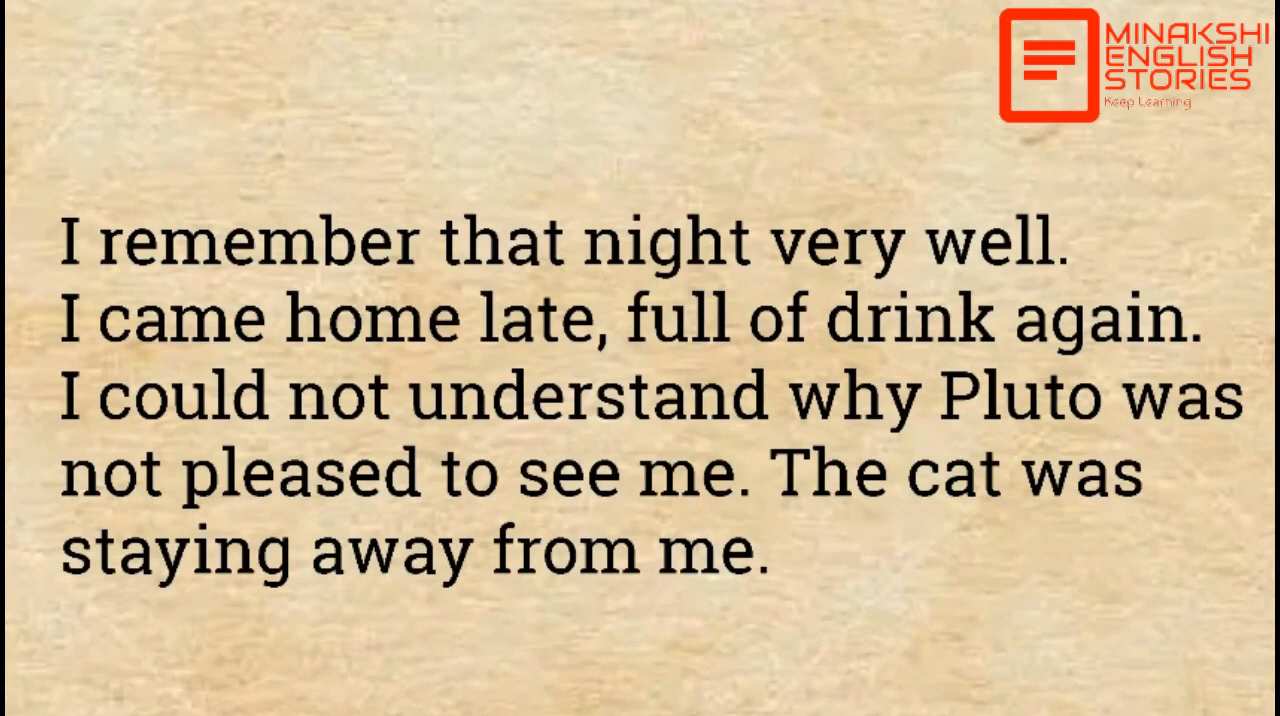 MINAKSHI
ENGLISH
STORIES
Keep Learning
I remember that night very well.
I came home late, full of drink again.
I could not understand why Pluto was
not pleased to see me. The cat was
staying away from me.